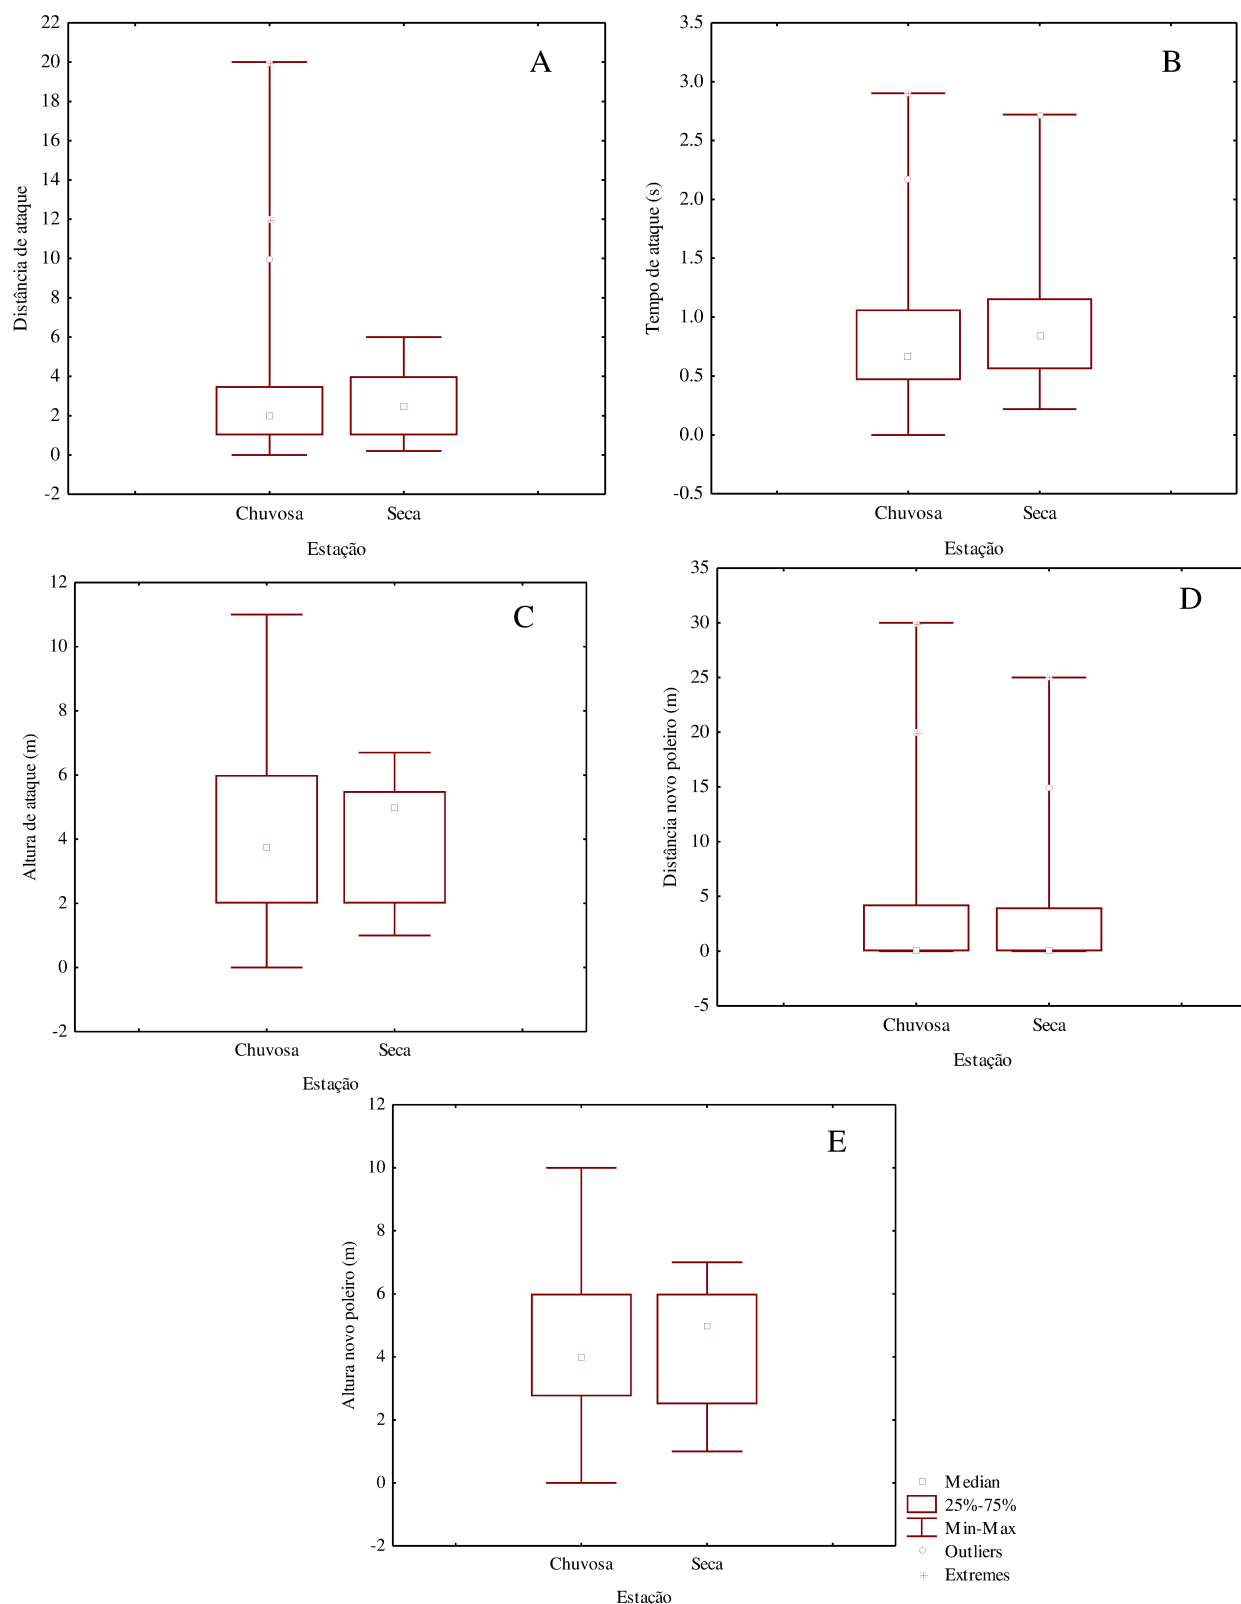 22
20
18
16
14
12
10
8
6
4
2
0
-2
Distância de ataque
A
Chuvosa Seca
Estação
3.5
3.0
2.5
2.0
1.5
1.0
0.5
0.0
-0.5
Tempo de ataque (s)
B
Chuvosa Seca
Estação
12
10
8
6
4
2
0
-2
Altura de ataque (m)
C
Chuvosa Seca
Estação
35
30
25
20
15
10
5
0
-5
Distância novo poleiro (m)
D
Chuvosa Seca
Estação
12
10
8
6
4
2
0
-2
Altura novo poleiro (m)
E
Chuvosa Seca
Estação
Median
25%-75%
Min-Max
Outliers
Extremes